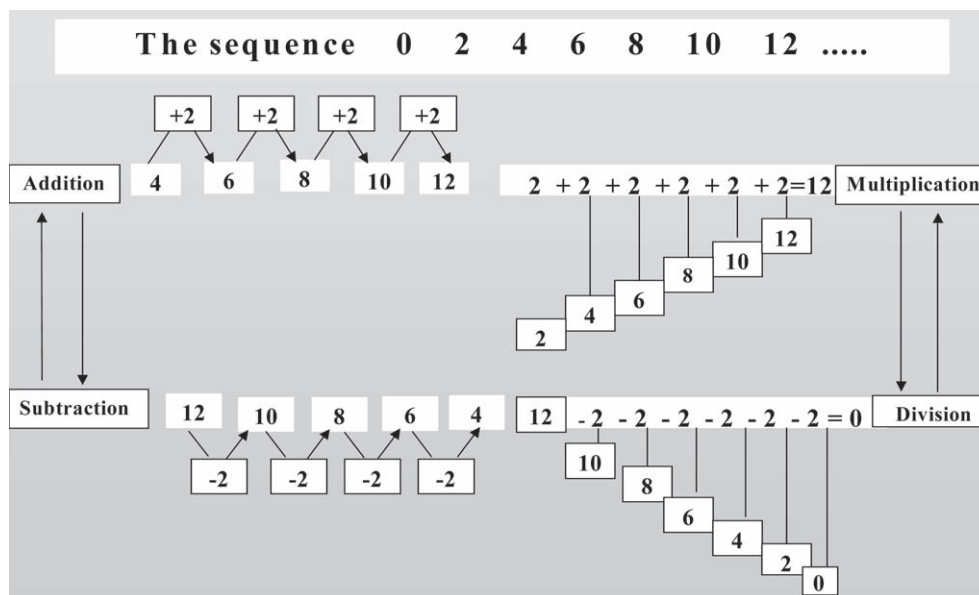 The sequence 0 2 4 6 8 10 12 .....
+2 +2 +2 +2
Addition 4 6 8 10 12
2 + 2 + 2 + 2 + 2 + 2=12 Multiplication
12
10
8
6
4
2
Subtraction 12 10 8 6 4
-2 -2 -2 -2
12 - 2 - 2 - 2 - 2 - 2 - 2 = 0 Division
10
8
6
4
2
0